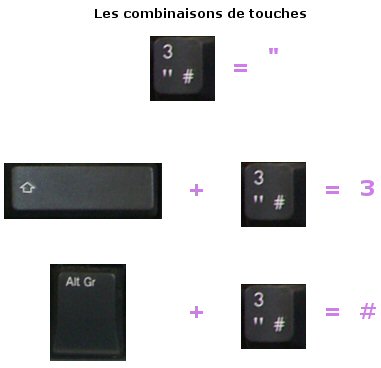 Les combinaisons de touches
3
" # = "
3
+ " # = 3
Alt Gr 3
+ " # = #